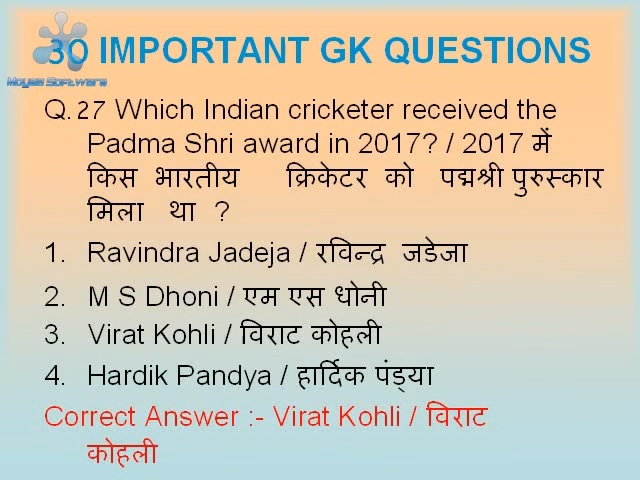 30 IMPORTANT GK QUESTIONS
Moyea Software
Q.27 Which Indian cricketer received the
Padma Shri award in 2017? / 2017 में
किस भारतीय क्रिकेटर को पद्मश्री पुरुस्कार
मिला था ?
1. Ravindra Jadeja / रविन्द्र जडेजा
2. M S Dhoni / एम एस धोनी
3. Virat Kohli / विराट कोहली
4. Hardik Pandya / हार्दिक पंड्या
Correct Answer :- Virat Kohli / विराट
कोहली